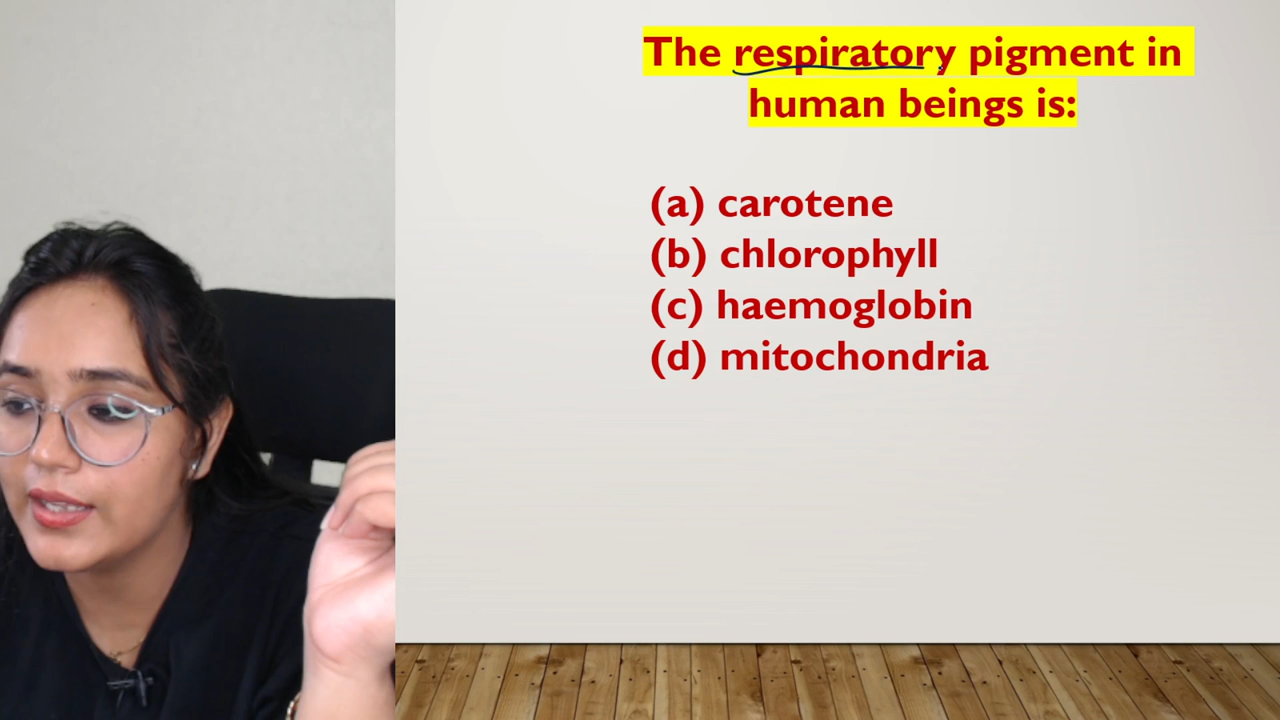 The respiratory pigment in
human beings is:
(a) carotene
(b) chlorophyll
(c) haemoglobin
(d) mitochondria